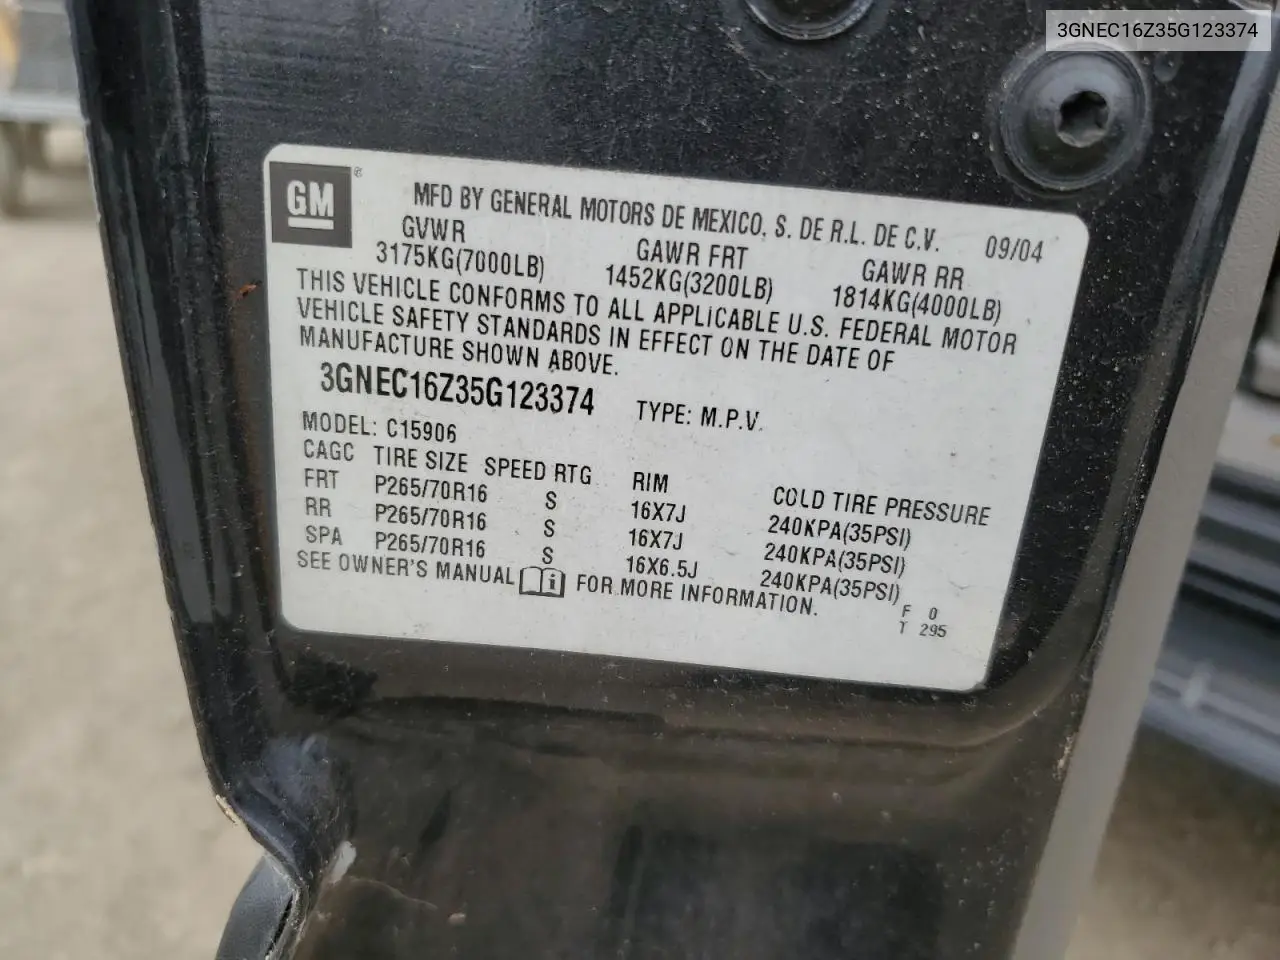 3GNEC16Z35G123374
GM®
MFD BY GENERAL MOTORS DE MEXICO, S. DE R.L. DE C.V. 09/04
GVWR GAWR FRT GAWR RR
3175KG(7000LB) 1452KG(3200LB) 1814KG(4000LB)
THIS VEHICLE CONFORMS TO ALL APPLICABLE U.S. FEDERAL MOTOR
VEHICLE SAFETY STANDARDS IN EFFECT ON THE DATE OF
MANUFACTURE SHOWN ABOVE.
3GNEC16Z35G123374 TYPE: M.P.V.
MODEL: C15906
CAGC TIRE SIZE SPEED RTG RIM COLD TIRE PRESSURE
FRT P265/70R16 S 16X7J 240KPA(35PSI)
RR P265/70R16 S 16X7J 240KPA(35PSI)
SPA P265/70R16 S 16X6.5J 240KPA(35PSI)
SEE OWNER'S MANUAL i FOR MORE INFORMATION.
F 0
T 295